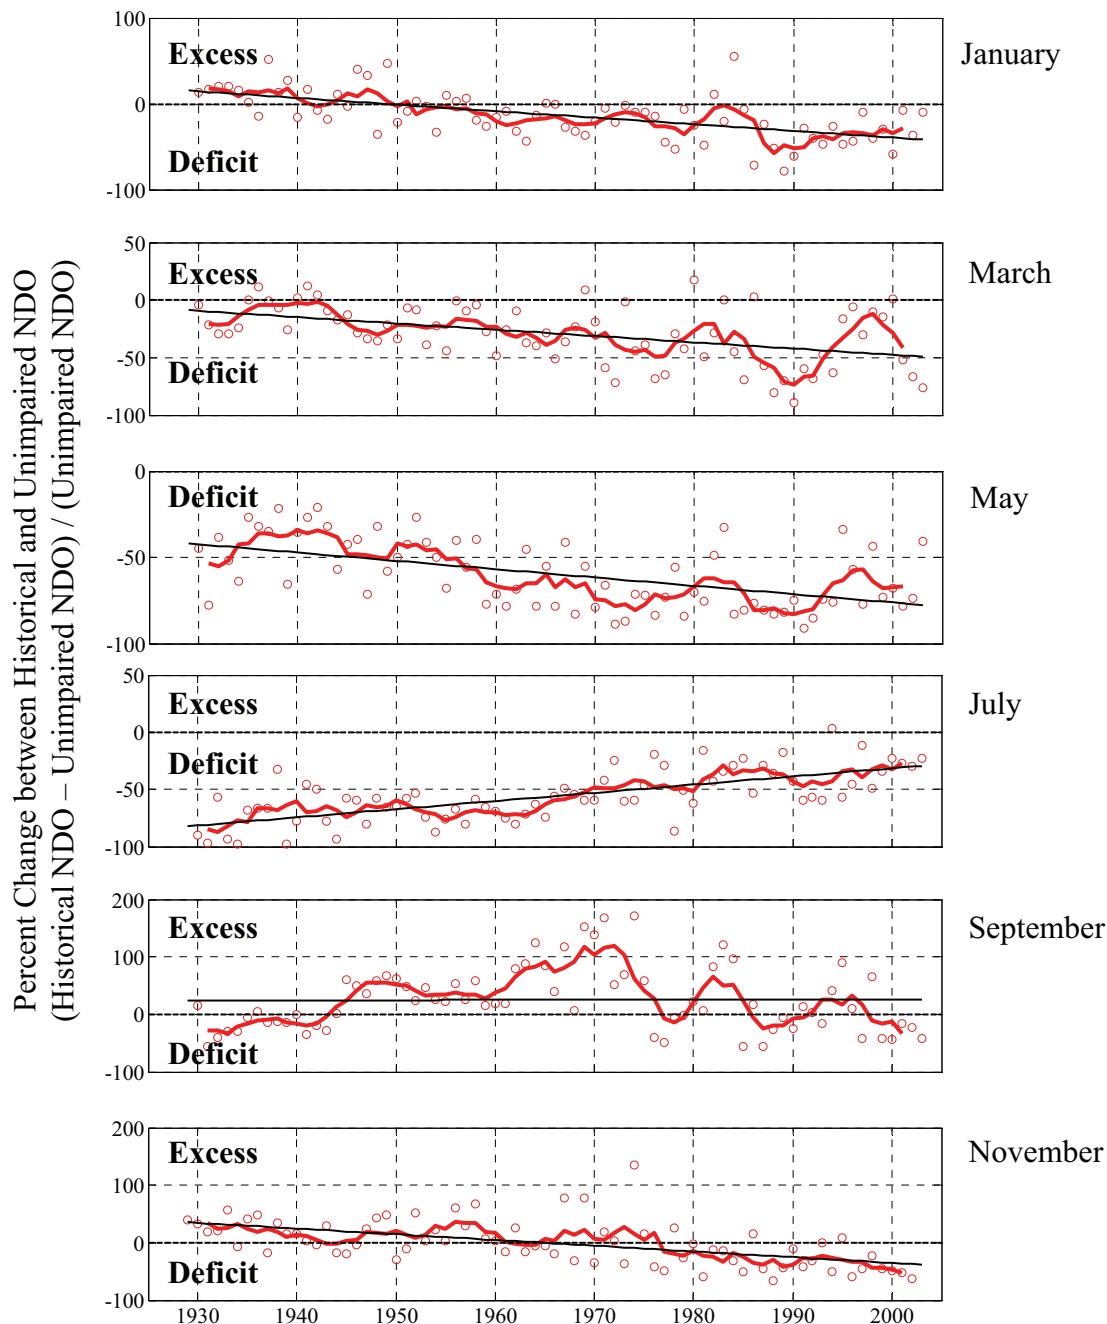 Percent Change between Historical and Unimpaired NDO
(Historical NDO – Unimpaired NDO) / (Unimpaired NDO)
100
0
-100
Excess
Deficit
January
50
0
-50
-100
Excess
Deficit
March
0
-50
-100
Deficit
May
50
0
-50
-100
Excess
Deficit
July
200
100
0
-100
Excess
Deficit
September
200
100
0
-100
Excess
Deficit
November
1930 1940 1950 1960 1970 1980 1990 2000